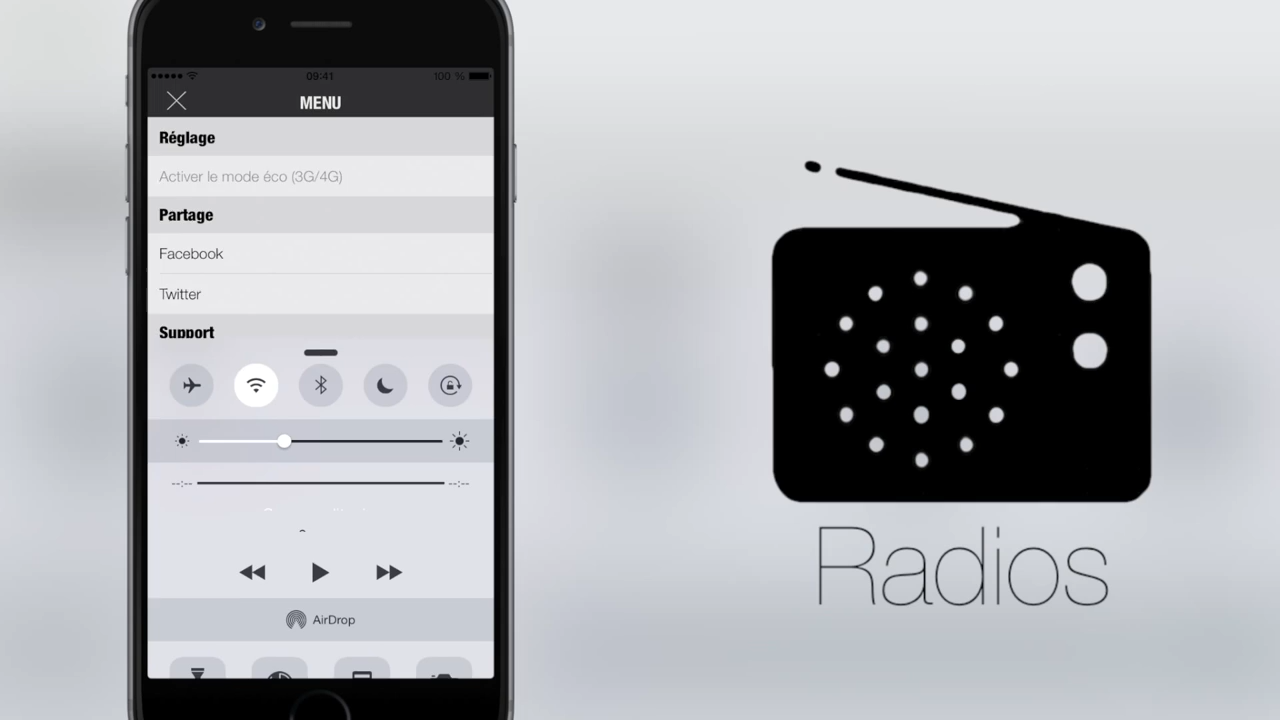 09:41
100 %
MENU
Réglage
Activer le mode éco (3G/4G)
Partage
Facebook
Twitter
Support
--:--
--:--
AirDrop
Radios